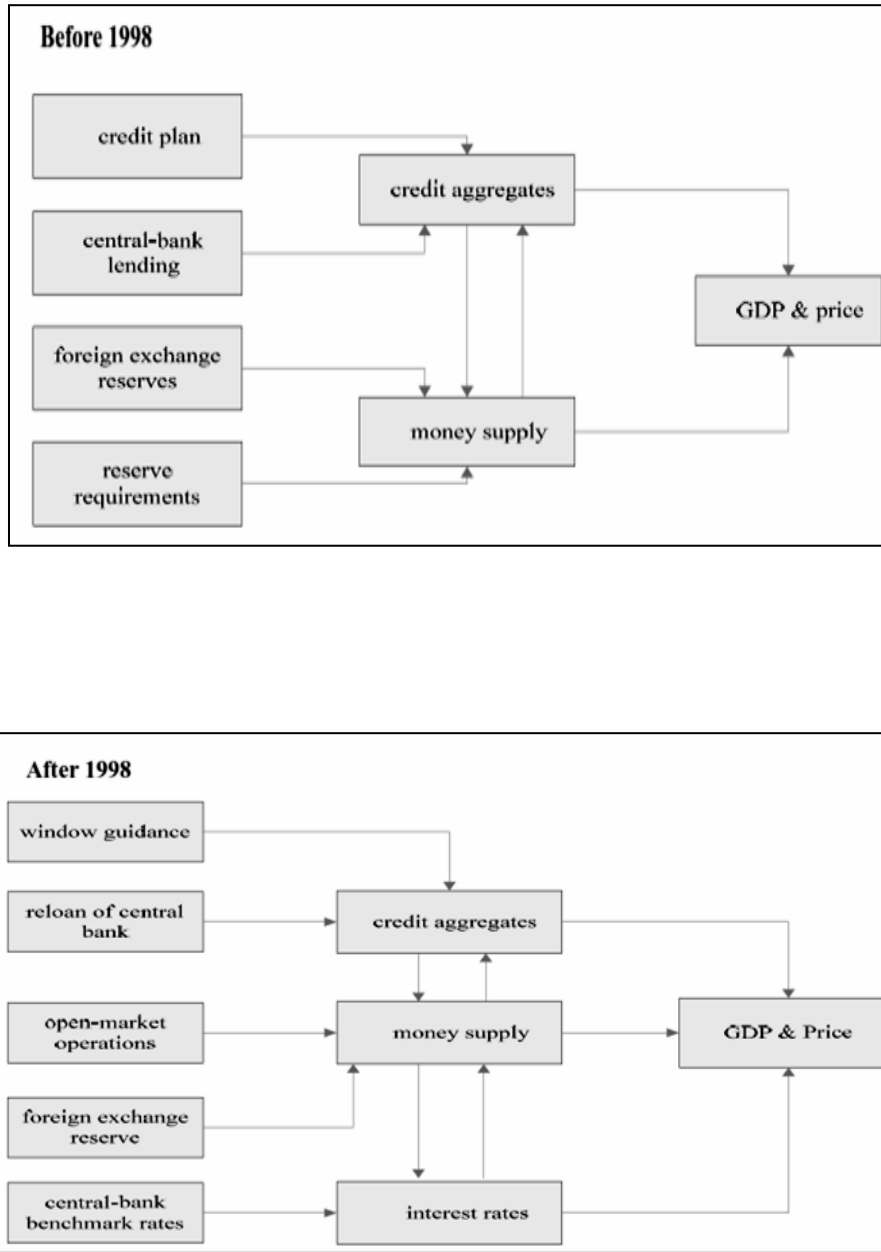 Before 1998
credit plan
credit aggregates
central-bank
lending
GDP & price
foreign exchange
reserves
money supply
reserve
requirements
After 1998
window guidance
reloan of central
bank
credit aggregates
open-market
operations
money supply
GDP & Price
foreign exchange
reserve
central-bank
benchmark rates
interest rates